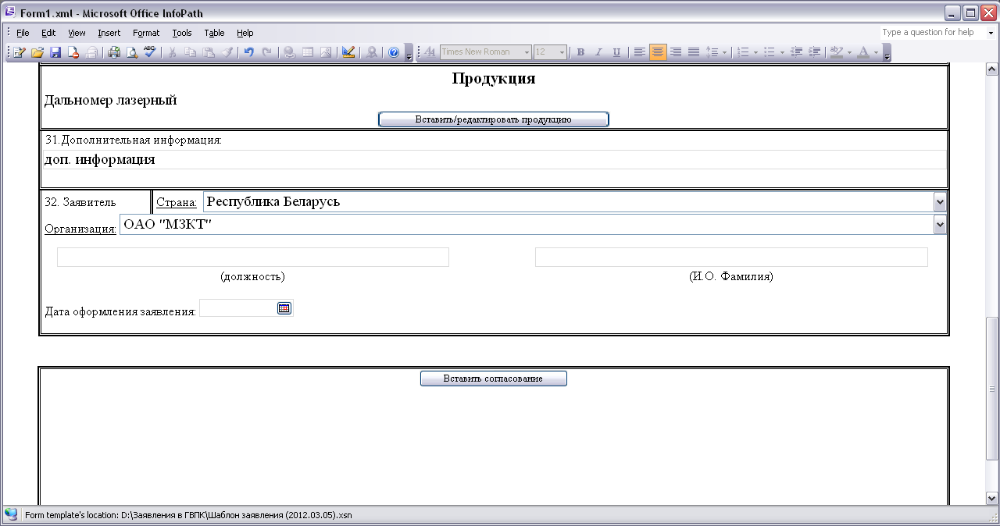 Form1.xml - Microsoft Office InfoPath
File Edit View Insert Format Tools Table Help
Type a question for help
Times New Roman 12 B I U
Продукция
Дальномер лазерный
Вставить/редактировать продукцию
31.Дополнительная информация:
доп. информация
32. Заявитель Страна: Республика Беларусь
Организация: ОАО "МЗКТ"
(должность) (И.О. Фамилия)
Дата оформления заявления:
Вставить согласование
Form template's location: D:\Заявления в ГВПК\Шаблон заявления (2012.03.05).xsn